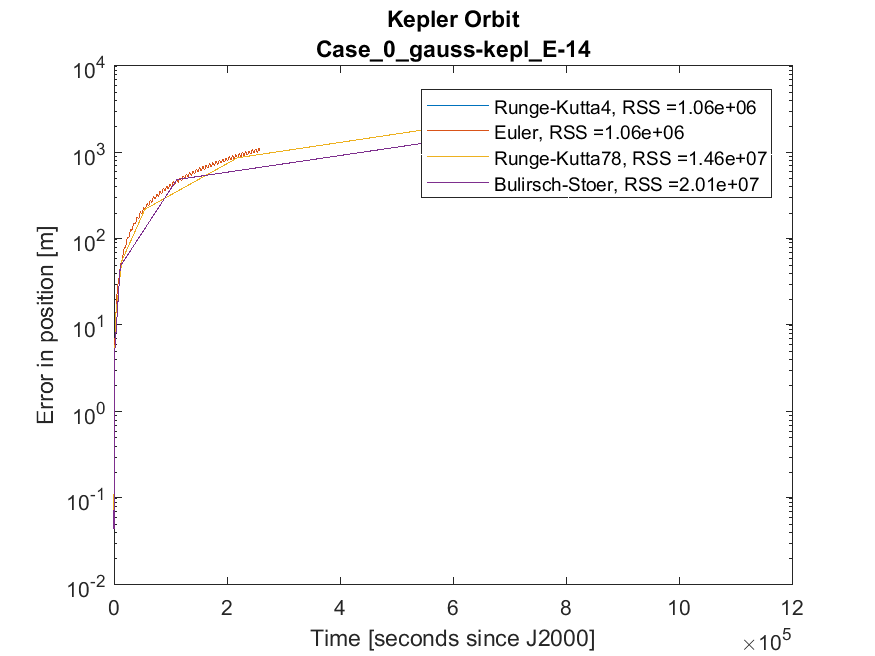 Kepler Orbit
Case_0_gauss-kepl_E-14
10^4
10^3
10^2
10^1
10^0
10^-1
10^-2
Error in position [m]
Runge-Kutta4, RSS =1.06e+06
Euler, RSS =1.06e+06
Runge-Kutta78, RSS =1.46e+07
Bulirsch-Stoer, RSS =2.01e+07
0 2 4 6 8 10 12
Time [seconds since J2000]
×10^5